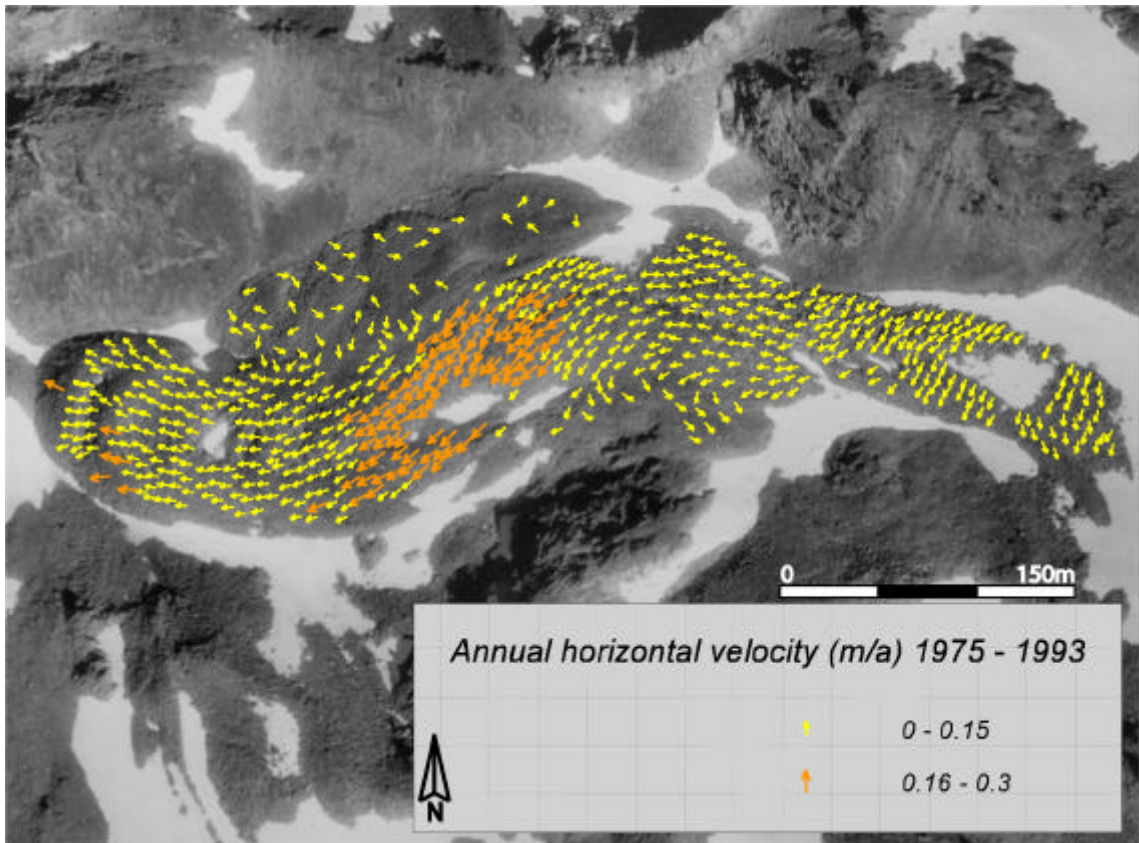 0 150m
Annual horizontal velocity (m/a) 1975 - 1993
0 - 0.15
0.16 - 0.3
N